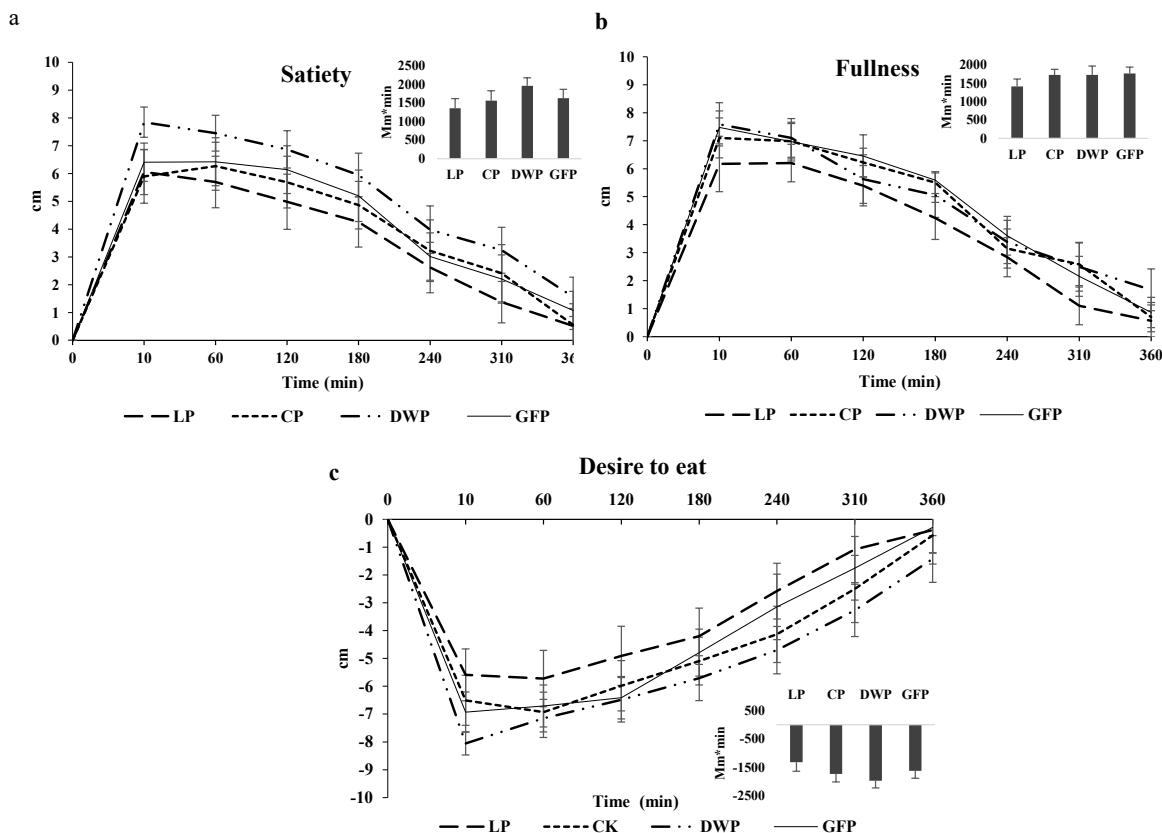 a
Satiety
10
9
8
7
6
5
4
3
2
1
0
cm
0 10 60 120 180 240 310 36
Time (min)
LP CP DWP GFP
2500
2000
1500
1000
500
0
Mm*min
LP CP DWP GFP
b
Fullness
10
9
8
7
6
5
4
3
2
1
0
cm
0 10 60 120 180 240 310 360
Time (min)
LP CP DWP GFP
2000
1500
1000
500
0
Mm*min
LP CP DWP GFP
c
Desire to eat
0 10 60 120 180 240 310 360
0
-1
-2
-3
-4
-5
-6
-7
-8
-9
-10
cm
Time (min)
LP CK DWP GFP
LP CP DWP GFP
500
-500
-1500
-2500
Mm*min